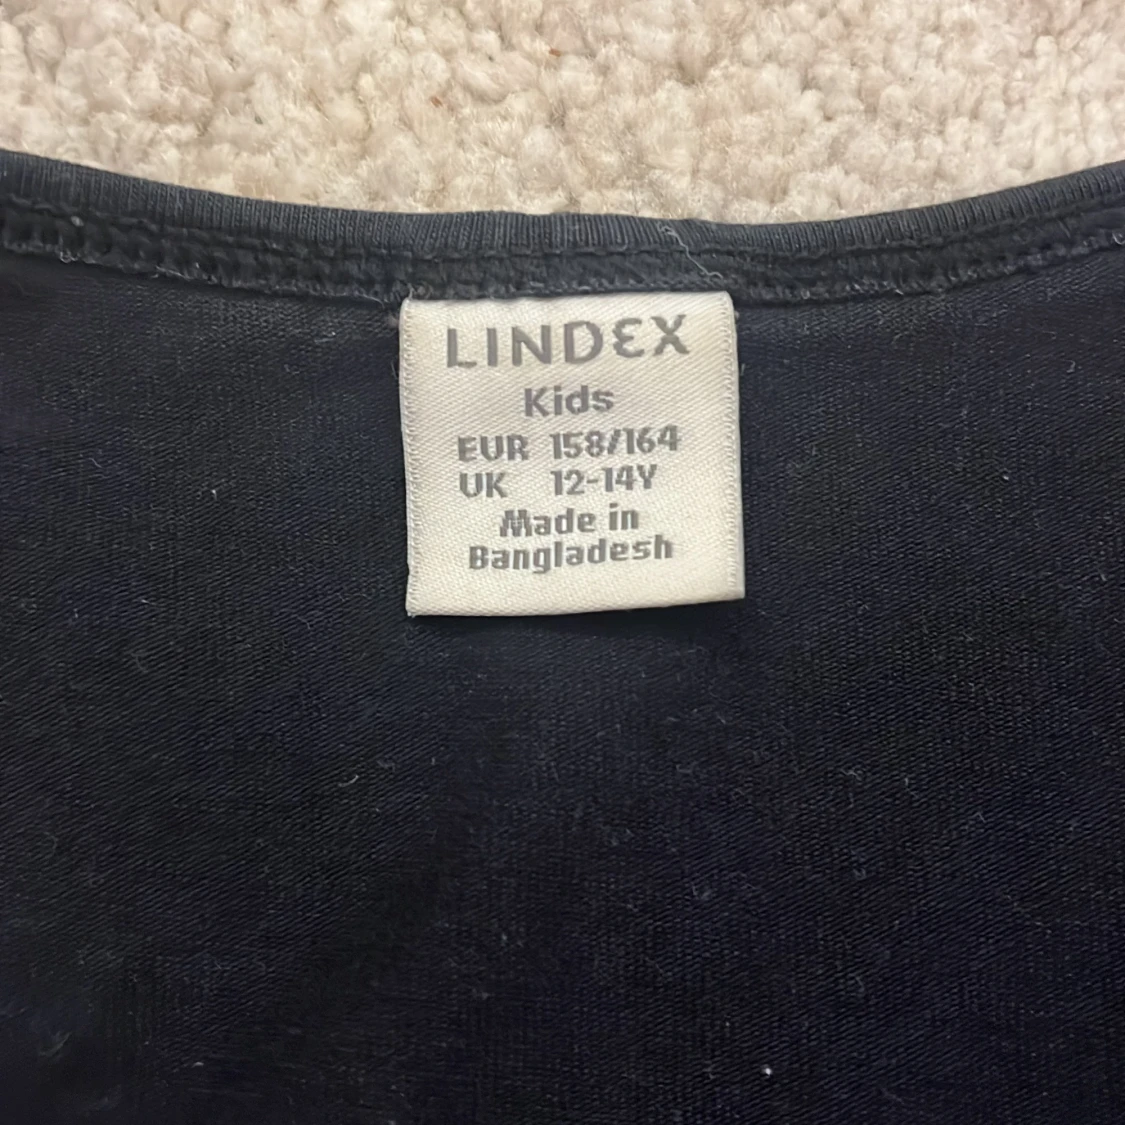 LINDEX
Kids
EUR 158/164
UK 12-14Y
Made in
Bangladesh